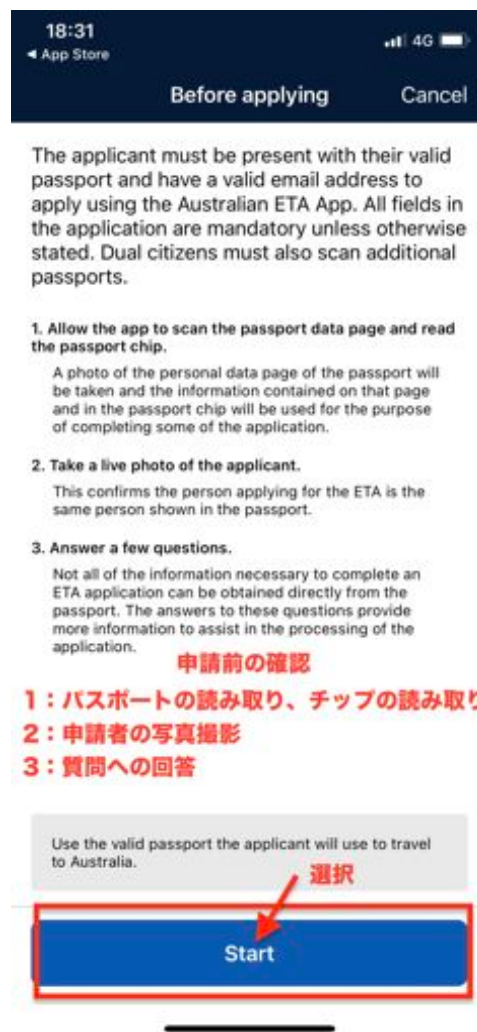 18:31
4G
◀ App Store
Before applying
Cancel
The applicant must be present with their valid
passport and have a valid email address to
apply using the Australian ETA App. All fields in
the application are mandatory unless otherwise
stated. Dual citizens must also scan additional
passports.
1. Allow the app to scan the passport data page and read
the passport chip.
A photo of the personal data page of the passport will
be taken and the information contained on that page
and in the passport chip will be used for the purpose
of completing some of the application.
2. Take a live photo of the applicant.
This confirms the person applying for the ETA is the
same person shown in the passport.
3. Answer a few questions.
Not all of the information necessary to complete an
ETA application can be obtained directly from the
passport. The answers to these questions provide
more information to assist in the processing of the
application.
申請前の確認
1：パスポートの読み取り、チップの読み取り
2：申請者の写真撮影
3：質問への回答
Use the valid passport the applicant will use to travel
to Australia.
選択
Start